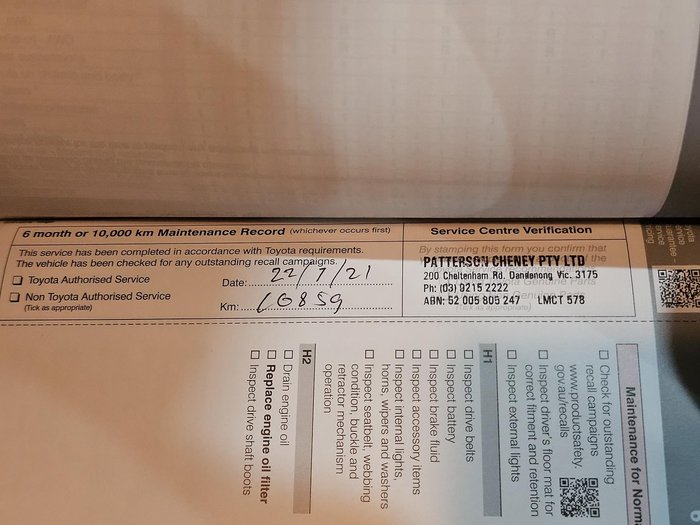 6 month or 10,000 km Maintenance Record (whichever occurs first)
This service has been completed in accordance with Toyota requirements.
The vehicle has been checked for any outstanding recall campaigns.
Toyota Authorised Service
Non Toyota Authorised Service
(Tick as appropriate)
Date: 22/7/21
Km: 10859
Service Centre Verification
By stamping this form you confirm that
the
PATTERSON CHENEY PTY LTD
200 Cheltenham Rd. Dandenong Vic. 3175
Genuine Parts
Ph: (03) 9215 2222
ABN: 52 005 805 247 LMCT 578
(Tick as appropriate)
Maintenance for Norm
Check for outstanding
recall campaigns
www.productsafety.
gov.au/recalls
Inspect driver's floor mat for
correct fitment and retention
Inspect external lights
H1
Inspect drive belts
Inspect battery
Inspect brake fluid
Inspect accessory items
Inspect internal lights,
horns, wipers and washers
Inspect seatbelt, webbing
condition, buckle and
retractor mechanism
operation
H2
Drain engine oil
Replace engine oil filter
Inspect drive shaft boots